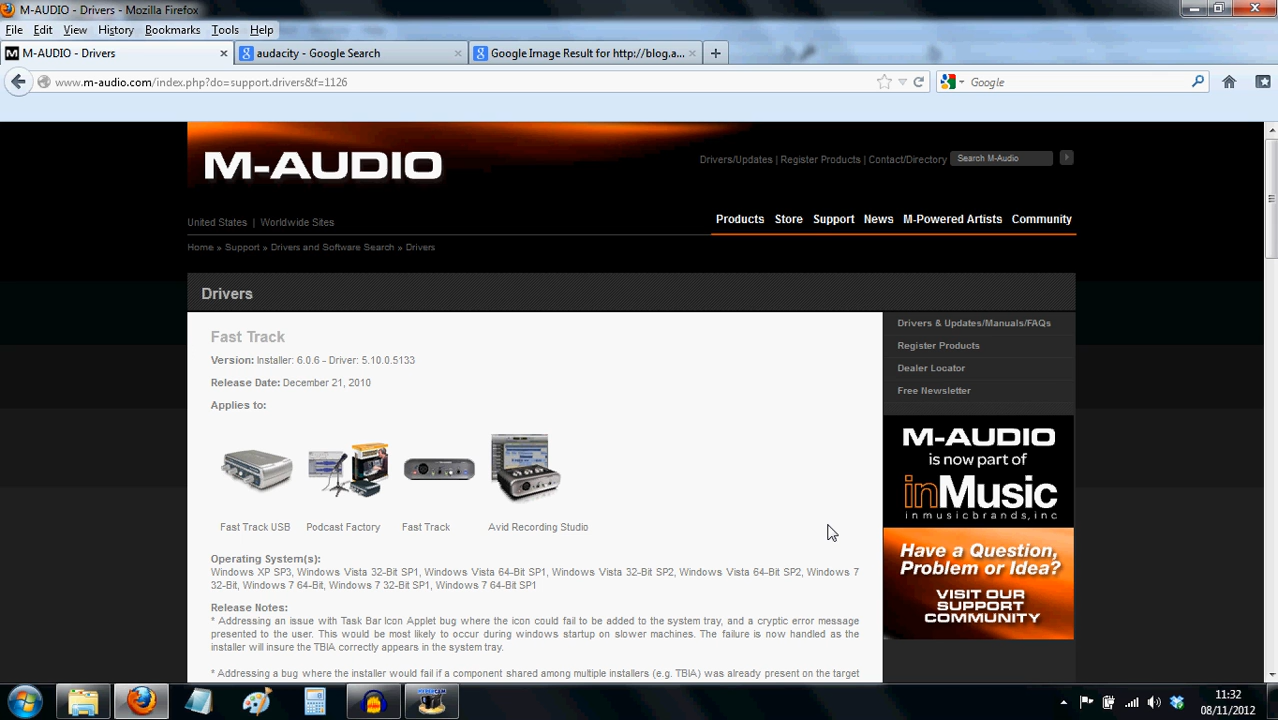 M-AUDIO - Drivers - Mozilla Firefox
File Edit View History Bookmarks Tools Help
M-AUDIO - Drivers
audacity - Google Search
Google Image Result for http://blog.a...
www.m-audio.com/index.php?do=support.drivers&f=1126
Google
M-AUDIO
Drivers/Updates | Register Products | Contact/Directory
Search M-Audio
United States | Worldwide Sites
Products Store Support News M-Powered Artists Community
Home » Support » Drivers and Software Search » Drivers
Drivers
Fast Track
Version: Installer: 6.0.6 - Driver: 5.10.0.5133
Release Date: December 21, 2010
Applies to:
Fast Track USB
Podcast Factory
Fast Track
Avid Recording Studio
Operating System(s):
Windows XP SP3, Windows Vista 32-Bit SP1, Windows Vista 64-Bit SP1, Windows Vista 32-Bit SP2, Windows Vista 64-Bit SP2, Windows 7
32-Bit, Windows 7 64-Bit, Windows 7 32-Bit SP1, Windows 7 64-Bit SP1
Release Notes:
* Addressing an issue with Task Bar Icon Applet bug where the icon could fail to be added to the system tray, and a cryptic error message
presented to the user. This would be most likely to occur during windows startup on slower machines. The failure is now handled as the
installer will insure the TBIA correctly appears in the system tray.
* Addressing a bug where the installer would fail if a component shared among multiple installers (e.g. TBIA) was already present on the target
Drivers & Updates/Manuals/FAQs
Register Products
Dealer Locator
Free Newsletter
M-AUDIO
is now part of
inMusic
inmusicbrands,inc
Have a Question,
Problem or Idea?
VISIT OUR
SUPPORT
COMMUNITY
HYPERCAM
11:32
08/11/2012